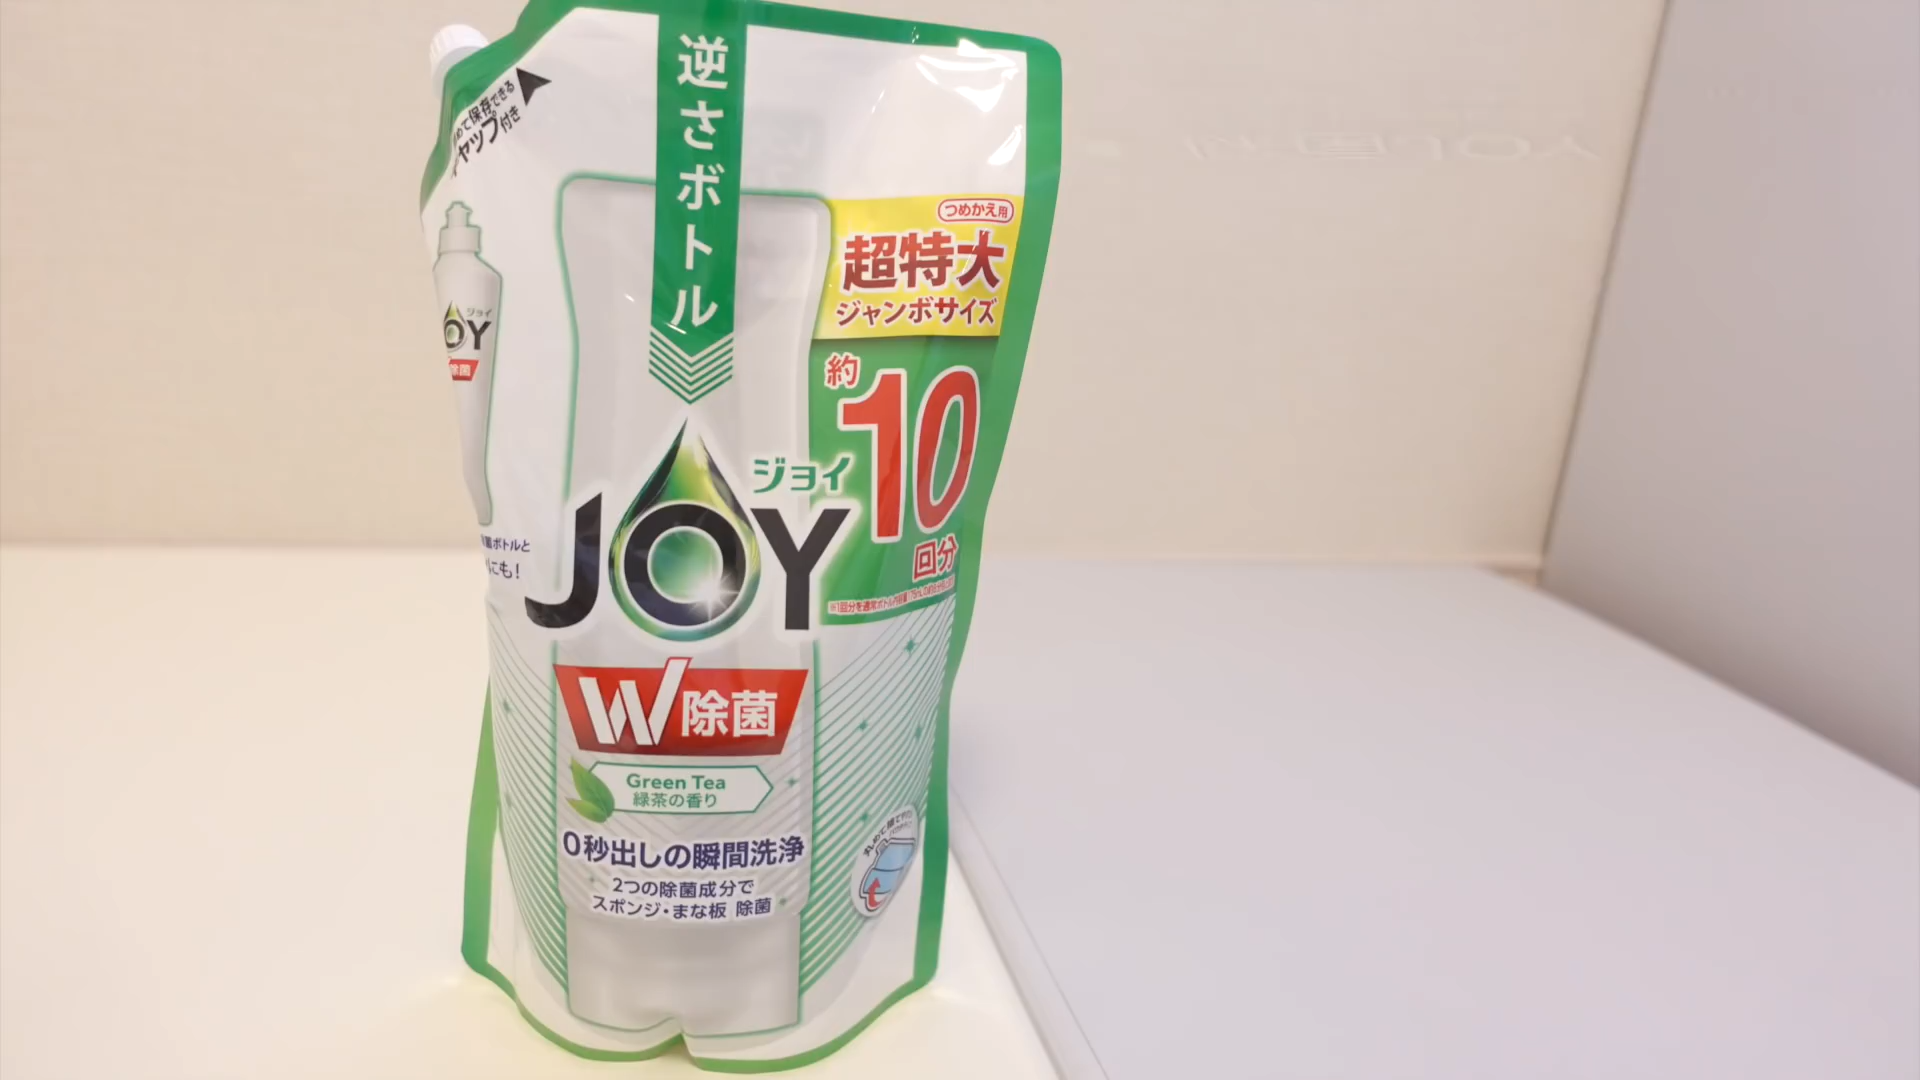 保存できる
ャップ付き
逆さボトル
つめかえ用
超特大
ジャンボサイズ
約
10
回分
ジョイ
OY
除菌
ボトルと
にも!
ジョイ
JOY
W除菌
Green Tea
緑茶の香り
0秒出しの瞬間洗浄
2つの除菌成分で
スポンジ・まな板 除菌